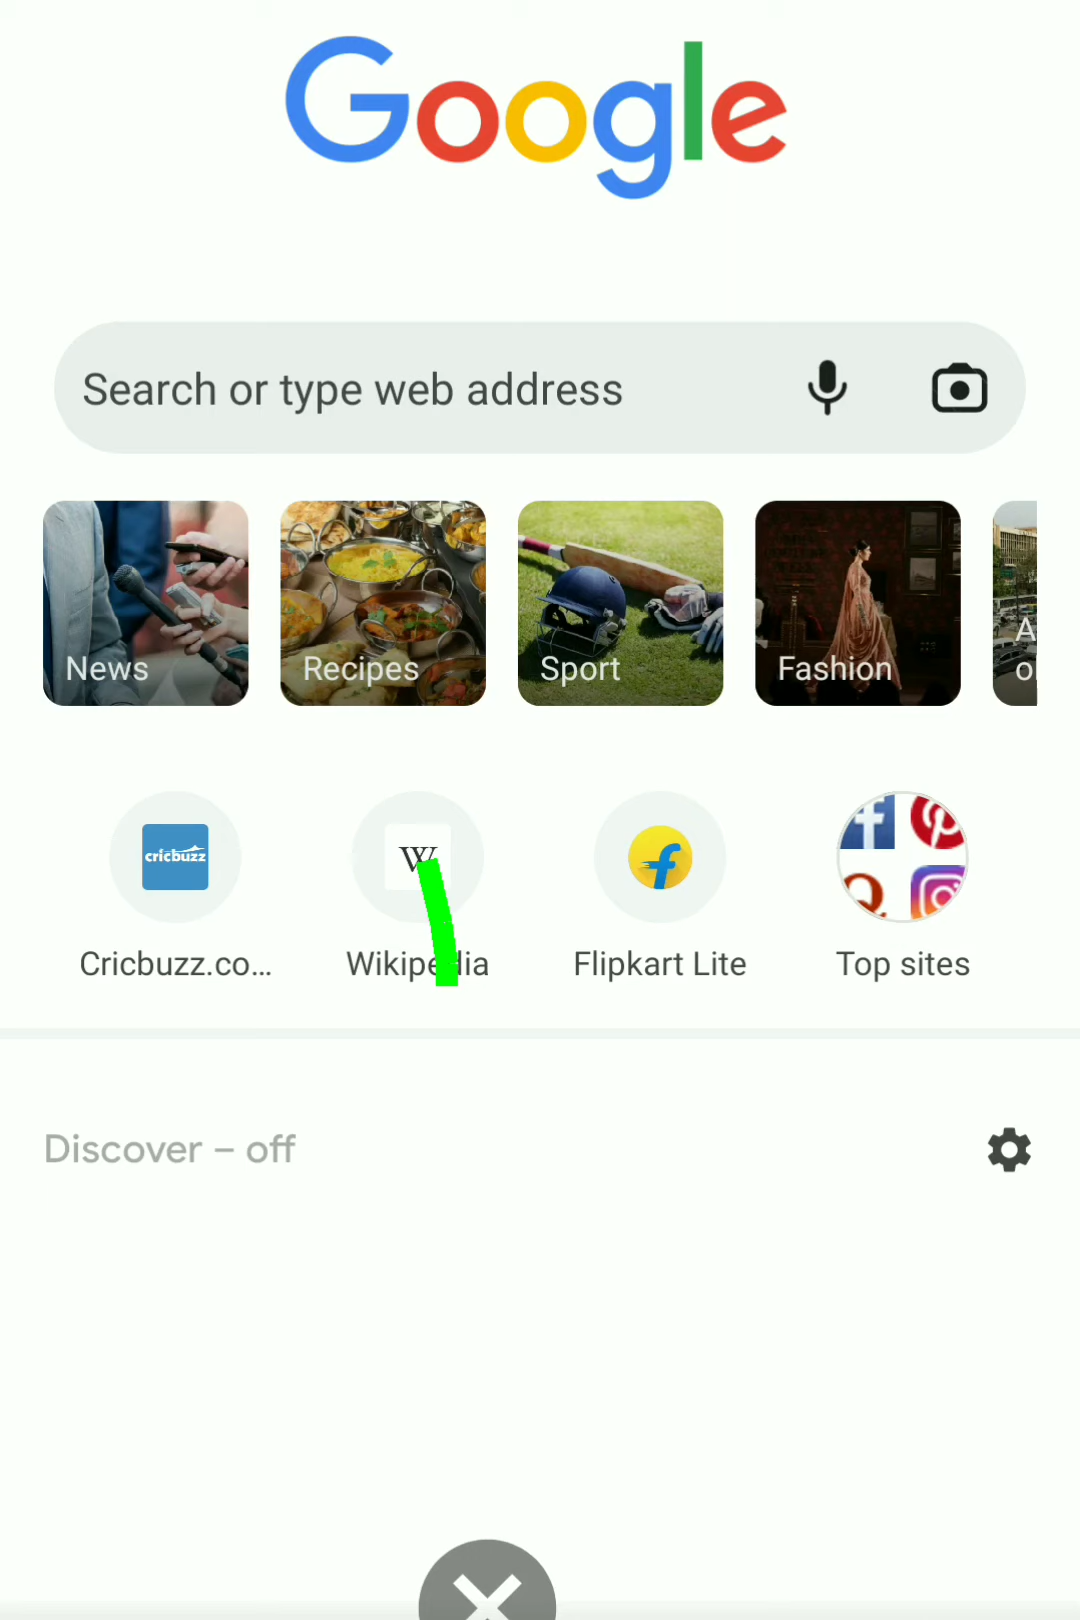 Google
Search or type web address
News
Recipes
Sport
Fashion
A
o
cricbuzz
W
Cricbuzz.co...
Wikipedia
Flipkart Lite
Top sites
Discover – off